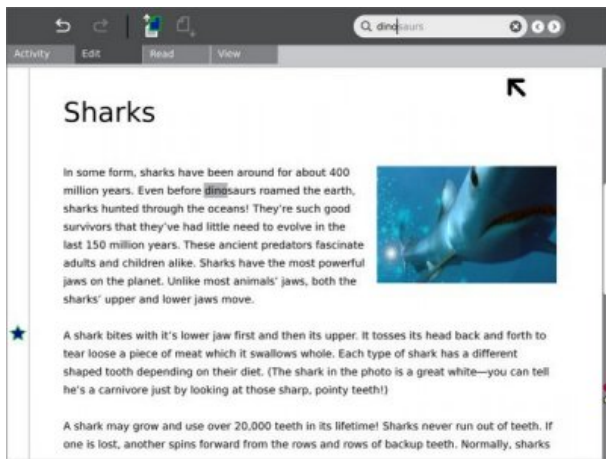 dinosaurs
Activity Edit Read View
Sharks
In some form, sharks have been around for about 400
million years. Even before dinosaurs roamed the earth,
sharks hunted through the oceans! They're such good
survivors that they've had little need to evolve in the
last 150 million years. These ancient predators fascinate
adults and children alike. Sharks have the most powerful
jaws on the planet. Unlike most animals' jaws, both the
sharks' upper and lower jaws move.
A shark bites with it's lower jaw first and then its upper. It tosses its head back and forth to
tear loose a piece of meat which it swallows whole. Each type of shark has a different
shaped tooth depending on their diet. (The shark in the photo is a great white—you can tell
he's a carnivore just by looking at those sharp, pointy teeth!)
A shark may grow and use over 20,000 teeth in its lifetime! Sharks never run out of teeth. If
one is lost, another spins forward from the rows and rows of backup teeth. Normally, sharks